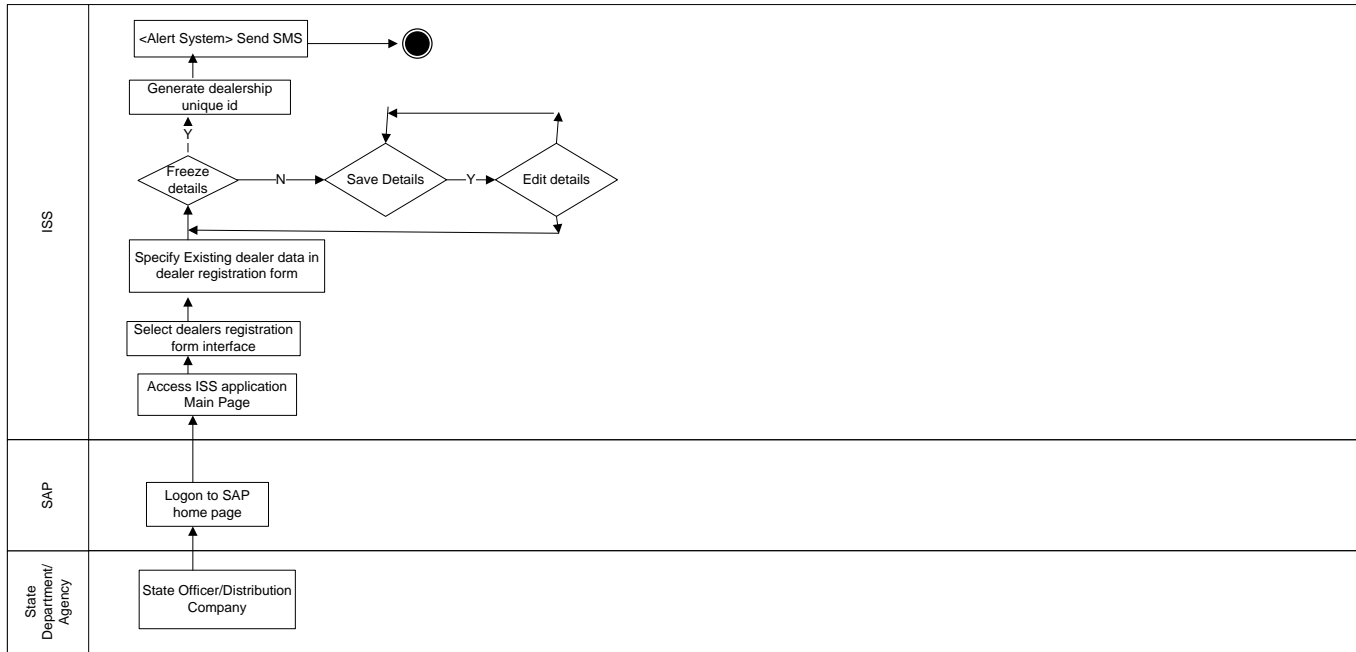 <Alert System> Send SMS
Generate dealership
unique id
Y
Freeze
details
N
Save Details
Y
Edit details
ISS
Specify Existing dealer data in
dealer registration form
Select dealers registration
form interface
Access ISS application
Main Page
SAP
Logon to SAP
home page
State
Department/
Agency
State Officer/Distribution
Company